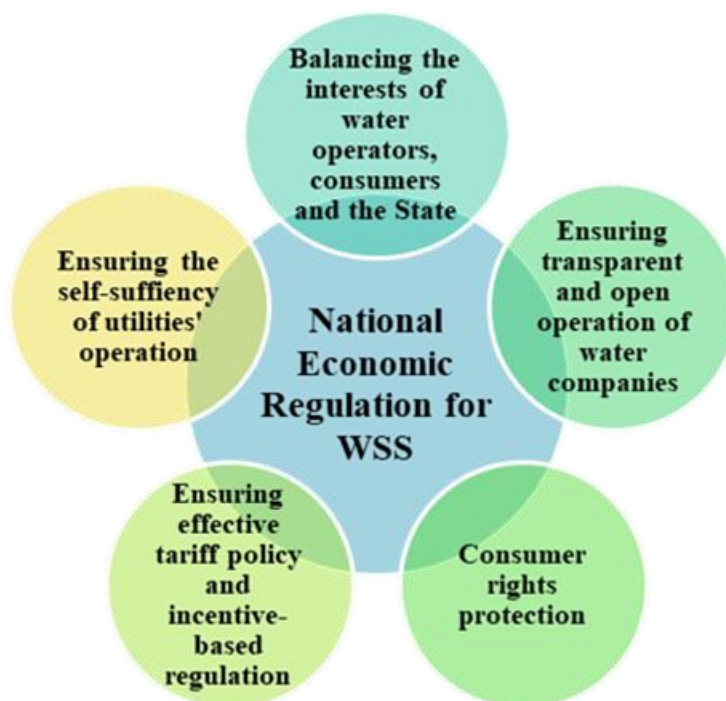 Balancing the
interests of
water
operators,
consumers
and the State
Ensuring
transparent
and open
operation of
water
companies
Consumer
rights
protection
Ensuring
effective
tariff policy
and
incentive-
based
regulation
Ensuring the
self-suffiency
of utilities'
operation
National
Economic
Regulation for
WSS